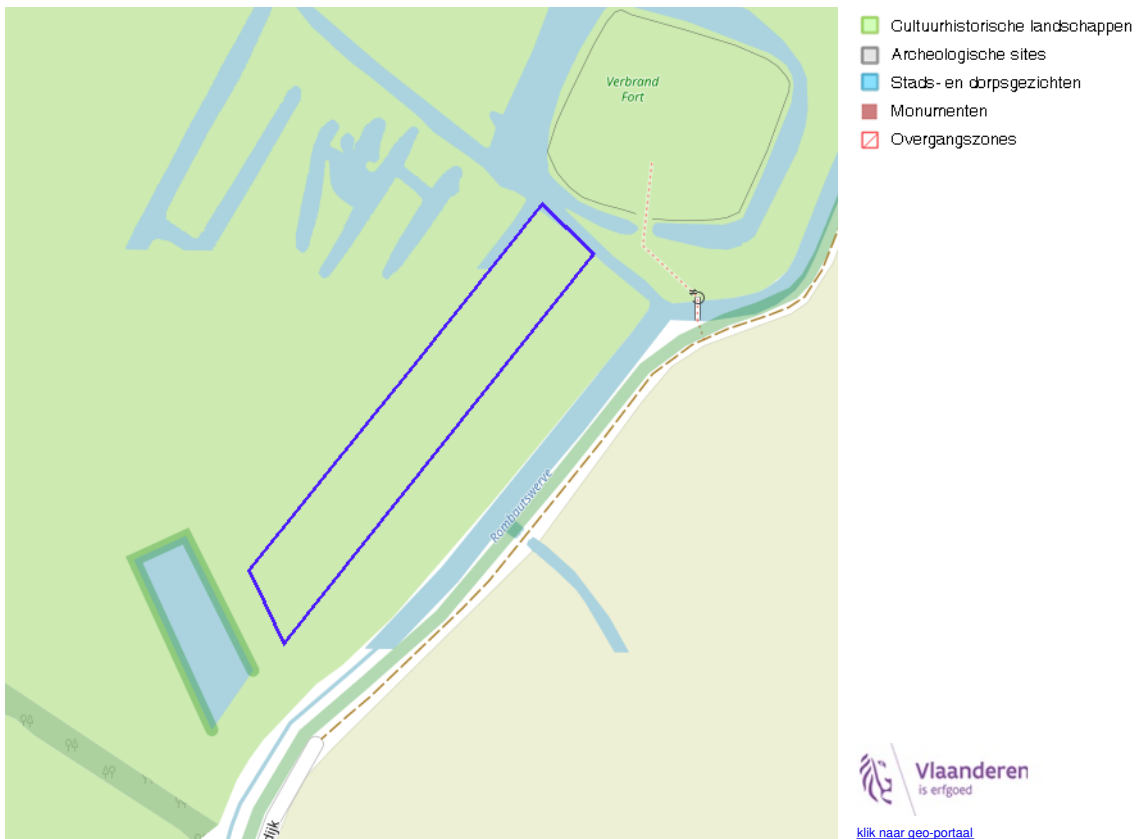 Verbrand
Fort
Rombautswerve
dijk
Cultuurhistorische landschappen
Archeologische sites
Stads- en dorpsgezichten
Monumenten
Overgangszones
Vlaanderen
is erfgoed
klik naar geo-portaal